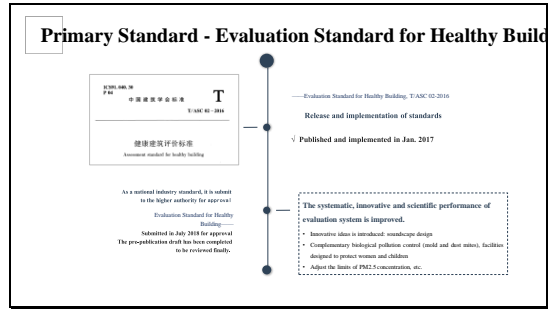 Primary Standard - Evaluation Standard for Healthy Build
ICS91. 040. 30
P 04
中国建筑学会标准
T
T/ASC 02 - 2016
健康建筑评价标准
Assessment standard for healthy building
——Evaluation Standard for Healthy Building, T/ASC 02-2016
Release and implementation of standards
√ Published and implemented in Jan. 2017
As a national industry standard, it is submit
to the higher authority for approval
Evaluation Standard for Healthy
Building——
Submitted in July 2018 for approval
The pre-publication draft has been completed
to be reviewed finally.
The systematic, innovative and scientific performance of
evaluation system is improved.
• Innovative ideas is introduced: soundscape design
• Complementary biological pollution control (mold and dust mites), facilities
designed to protect women and children
• Adjust the limits of PM2.5 concentration, etc.